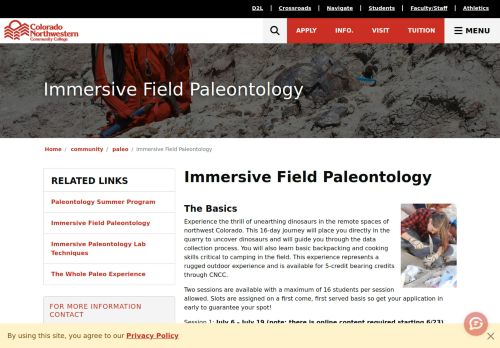 D2L | Crossroads | Navigate | Students | Faculty/Staff | Athletics
Colorado
Northwestern
Community College
APPLY INFO. VISIT TUITION MENU
Immersive Field Paleontology
Home / community / paleo / Immersive Field Paleontology
RELATED LINKS
Paleontology Summer Program
Immersive Field Paleontology
Immersive Paleontology Lab
Techniques
The Whole Paleo Experience
FOR MORE INFORMATION
CONTACT
Immersive Field Paleontology
The Basics
Experience the thrill of unearthing dinosaurs in the remote spaces of
northwest Colorado. This 16-day journey will place you directly in the
quarry to uncover dinosaurs and will guide you through the data
collection process. You will also learn basic backpacking and cooking
skills critical to camping in the field. This experience represents a
rugged outdoor experience and is available for 5-credit bearing credits
through CNCC.
Two sessions are available with a maximum of 16 students per session
allowed. Slots are assigned on a first come, first served basis so get your application in
early to guarantee your spot!
Session 1: July 6 - July 19 (note: there is online content required starting 6/23)
By using this site, you agree to our Privacy Policy
×